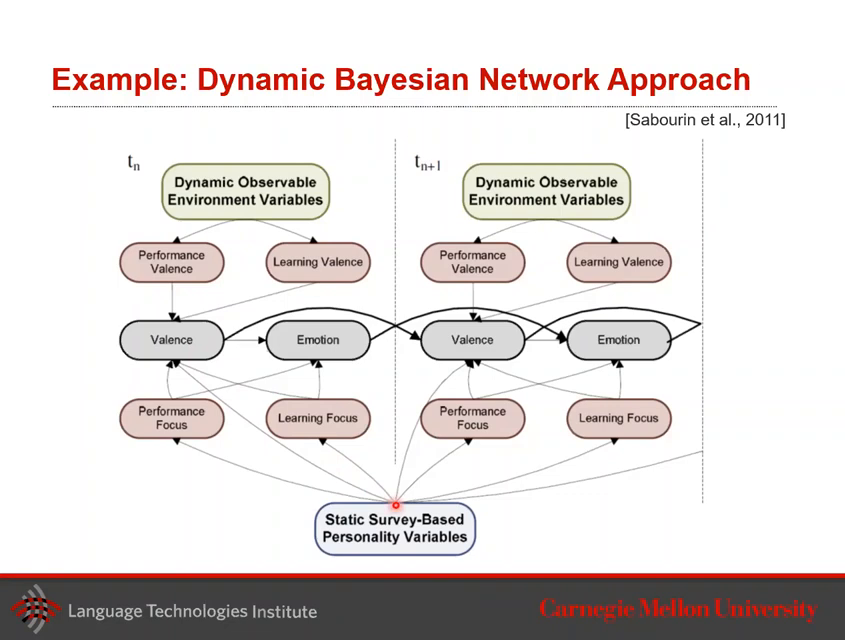 Example: Dynamic Bayesian Network Approach
[Sabourin et al., 2011]
tn
tn+1
Dynamic Observable
Environment Variables
Dynamic Observable
Environment Variables
Performance
Valence
Learning Valence
Performance
Valence
Learning Valence
Valence
Emotion
Valence
Emotion
Performance
Focus
Learning Focus
Performance
Focus
Learning Focus
Static Survey-Based
Personality Variables
Language Technologies Institute
Carnegie Mellon University